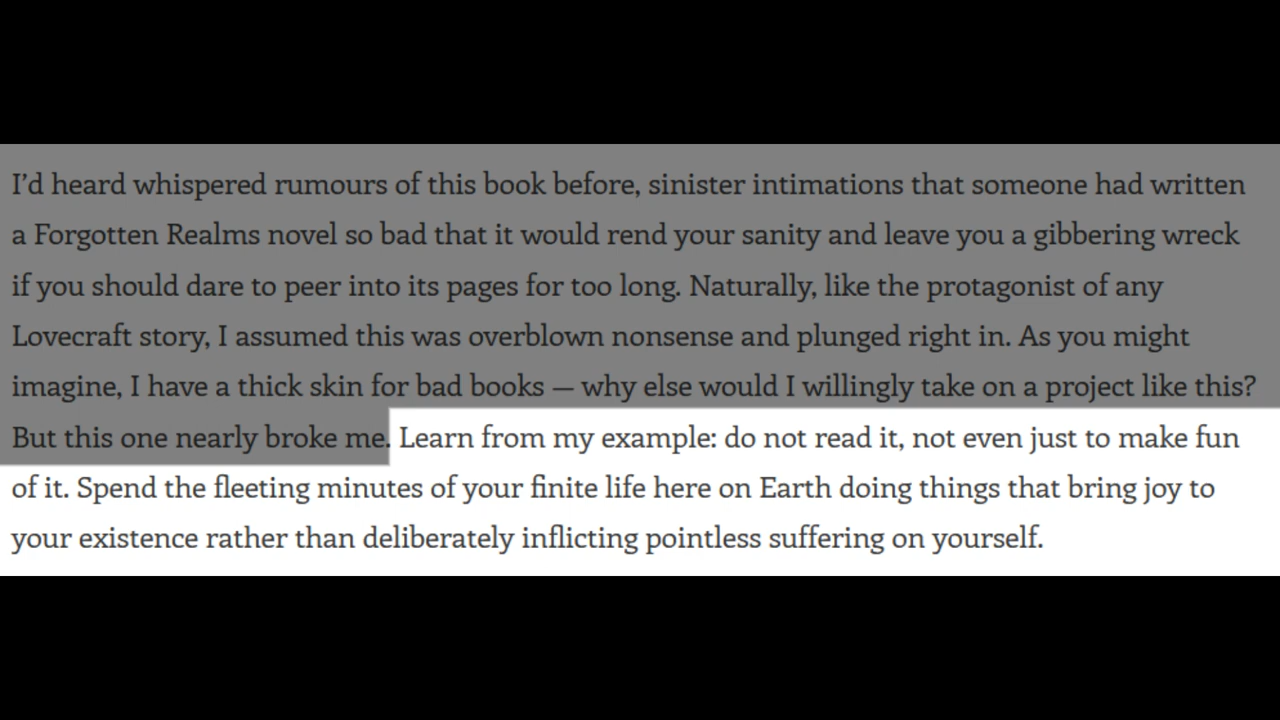 I’d heard whispered rumours of this book before, sinister intimations that someone had written
a Forgotten Realms novel so bad that it would rend your sanity and leave you a gibbering wreck
if you should dare to peer into its pages for too long. Naturally, like the protagonist of any
Lovecraft story, I assumed this was overblown nonsense and plunged right in. As you might
imagine, I have a thick skin for bad books — why else would I willingly take on a project like this?
But this one nearly broke me. Learn from my example: do not read it, not even just to make fun
of it. Spend the fleeting minutes of your finite life here on Earth doing things that bring joy to
your existence rather than deliberately inflicting pointless suffering on yourself.